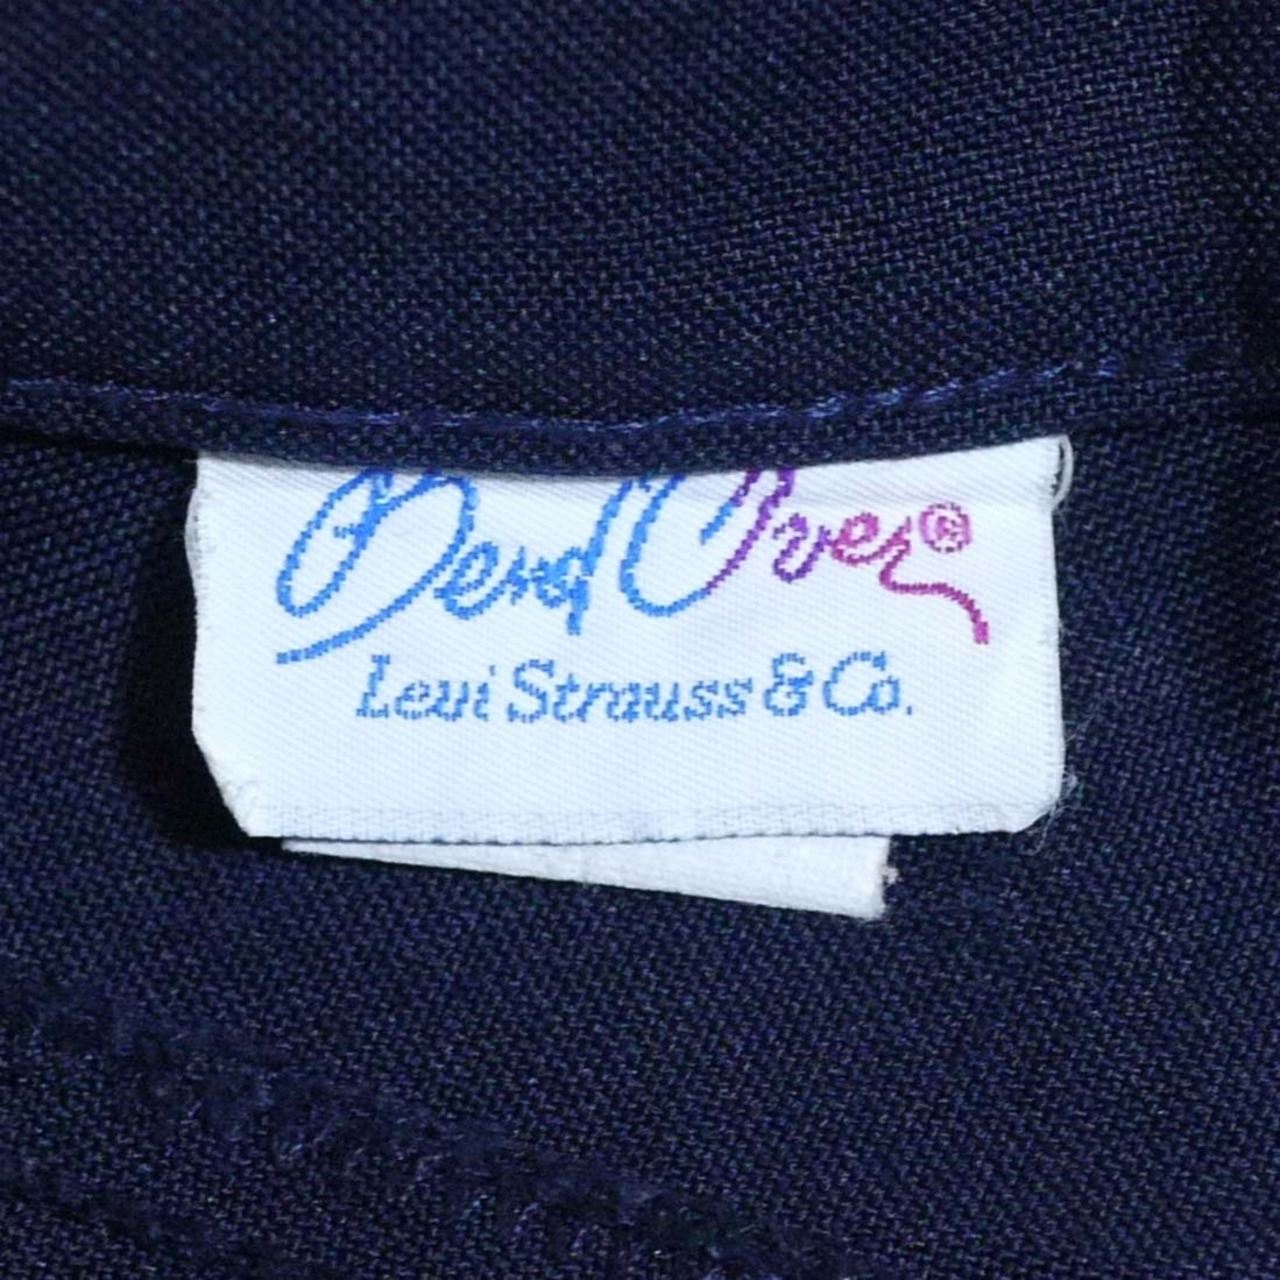 Bend Over®
Levi Strauss & Co.